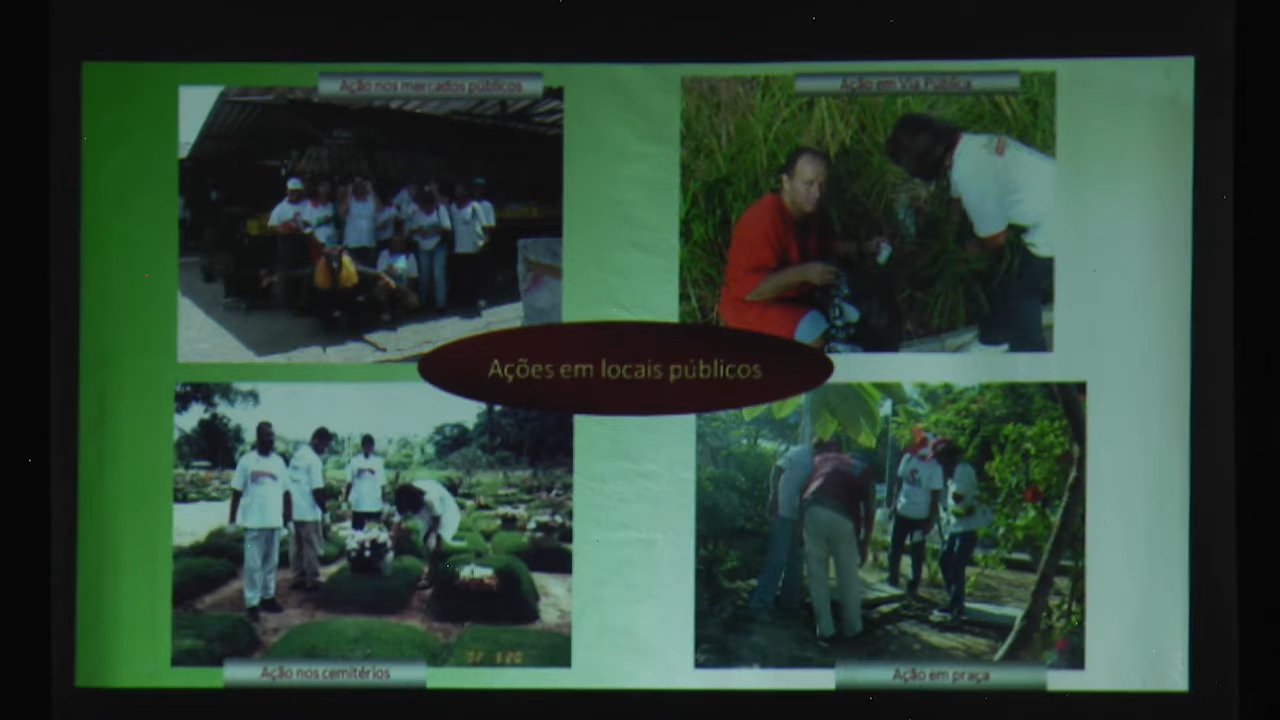 Ação nos mercados públicos
Ação em Via Pública
Ações em locais públicos
Ação nos cemitérios
Ação em praça